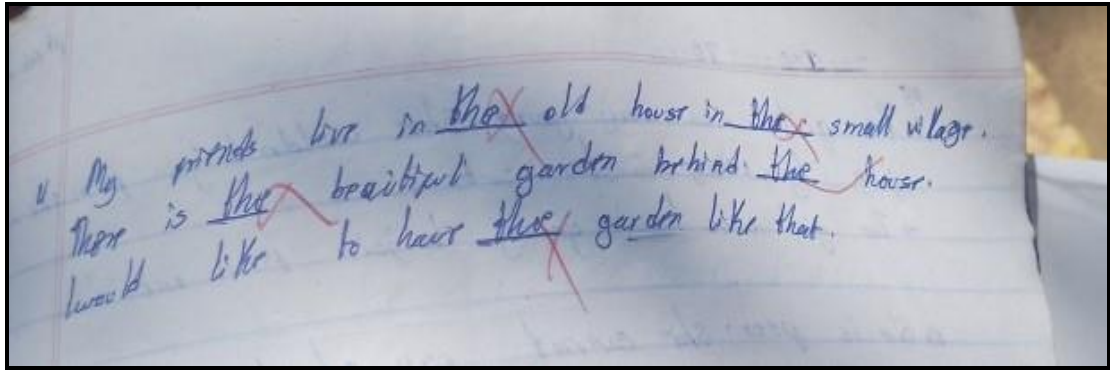 My friends live in the old house in the small village.
There is the beautiful garden behind the house.
I would like to have the garden like that.